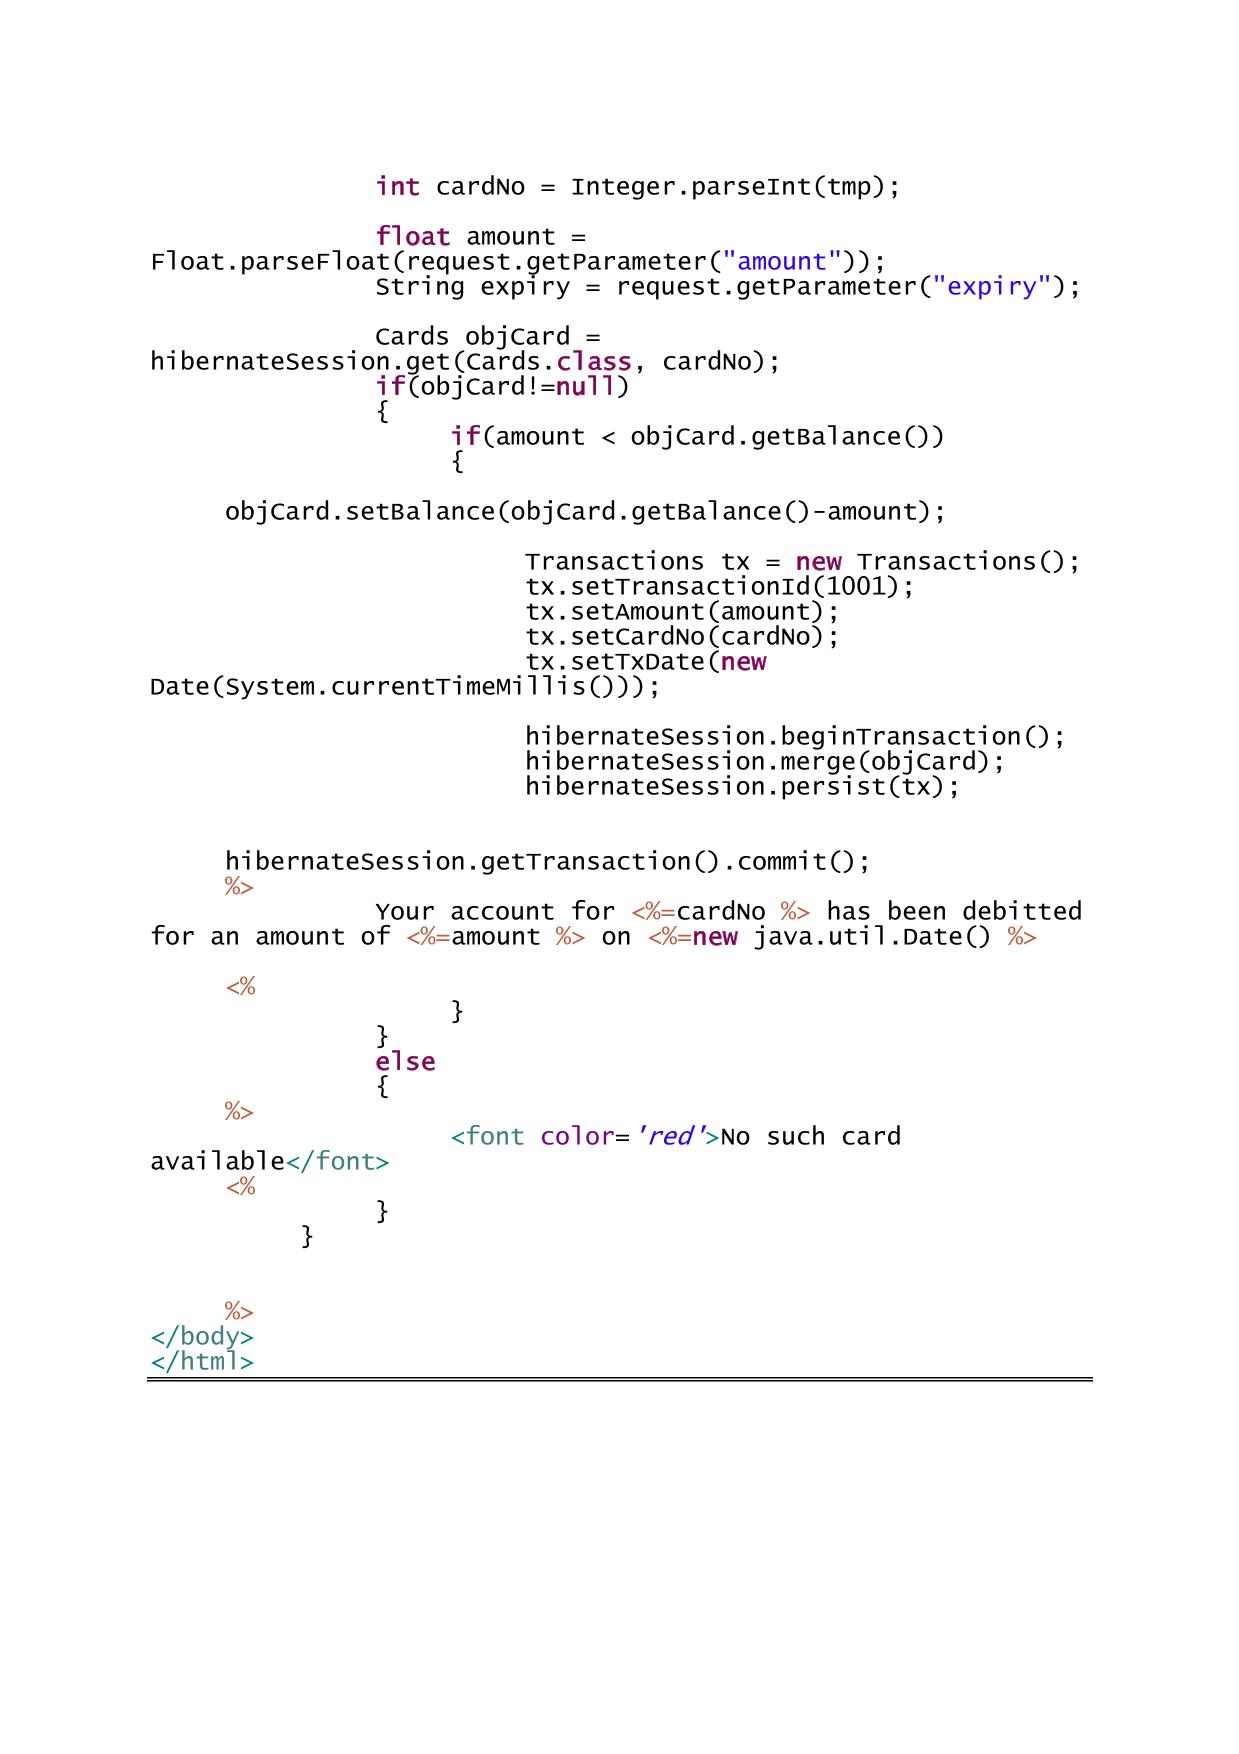 int cardNo = Integer.parseInt(tmp);
float amount =
Float.parseFloat(request.getParameter("amount"));
String expiry = request.getParameter("expiry");
Cards objCard =
hibernateSession.get(Cards.class, cardNo);
if(objCard!=null)
{
if(amount < objCard.getBalance())
{
objCard.setBalance(objCard.getBalance()-amount);
Transactions tx = new Transactions();
tx.setTransactionId(1001);
tx.setAmount(amount);
tx.setCardNo(cardNo);
tx.setTxDate(new
Date(System.currentTimeMillis()));
hibernateSession.beginTransaction();
hibernateSession.merge(objCard);
hibernateSession.persist(tx);
hibernateSession.getTransaction().commit();
%>
Your account for <%=cardNo %> has been debitted
for an amount of <%=amount %> on <%=new java.util.Date() %>
<%
}
}
else
{
%>
<font color='red'>No such card
available</font>
<%
}
}
%>
</body>
</html>